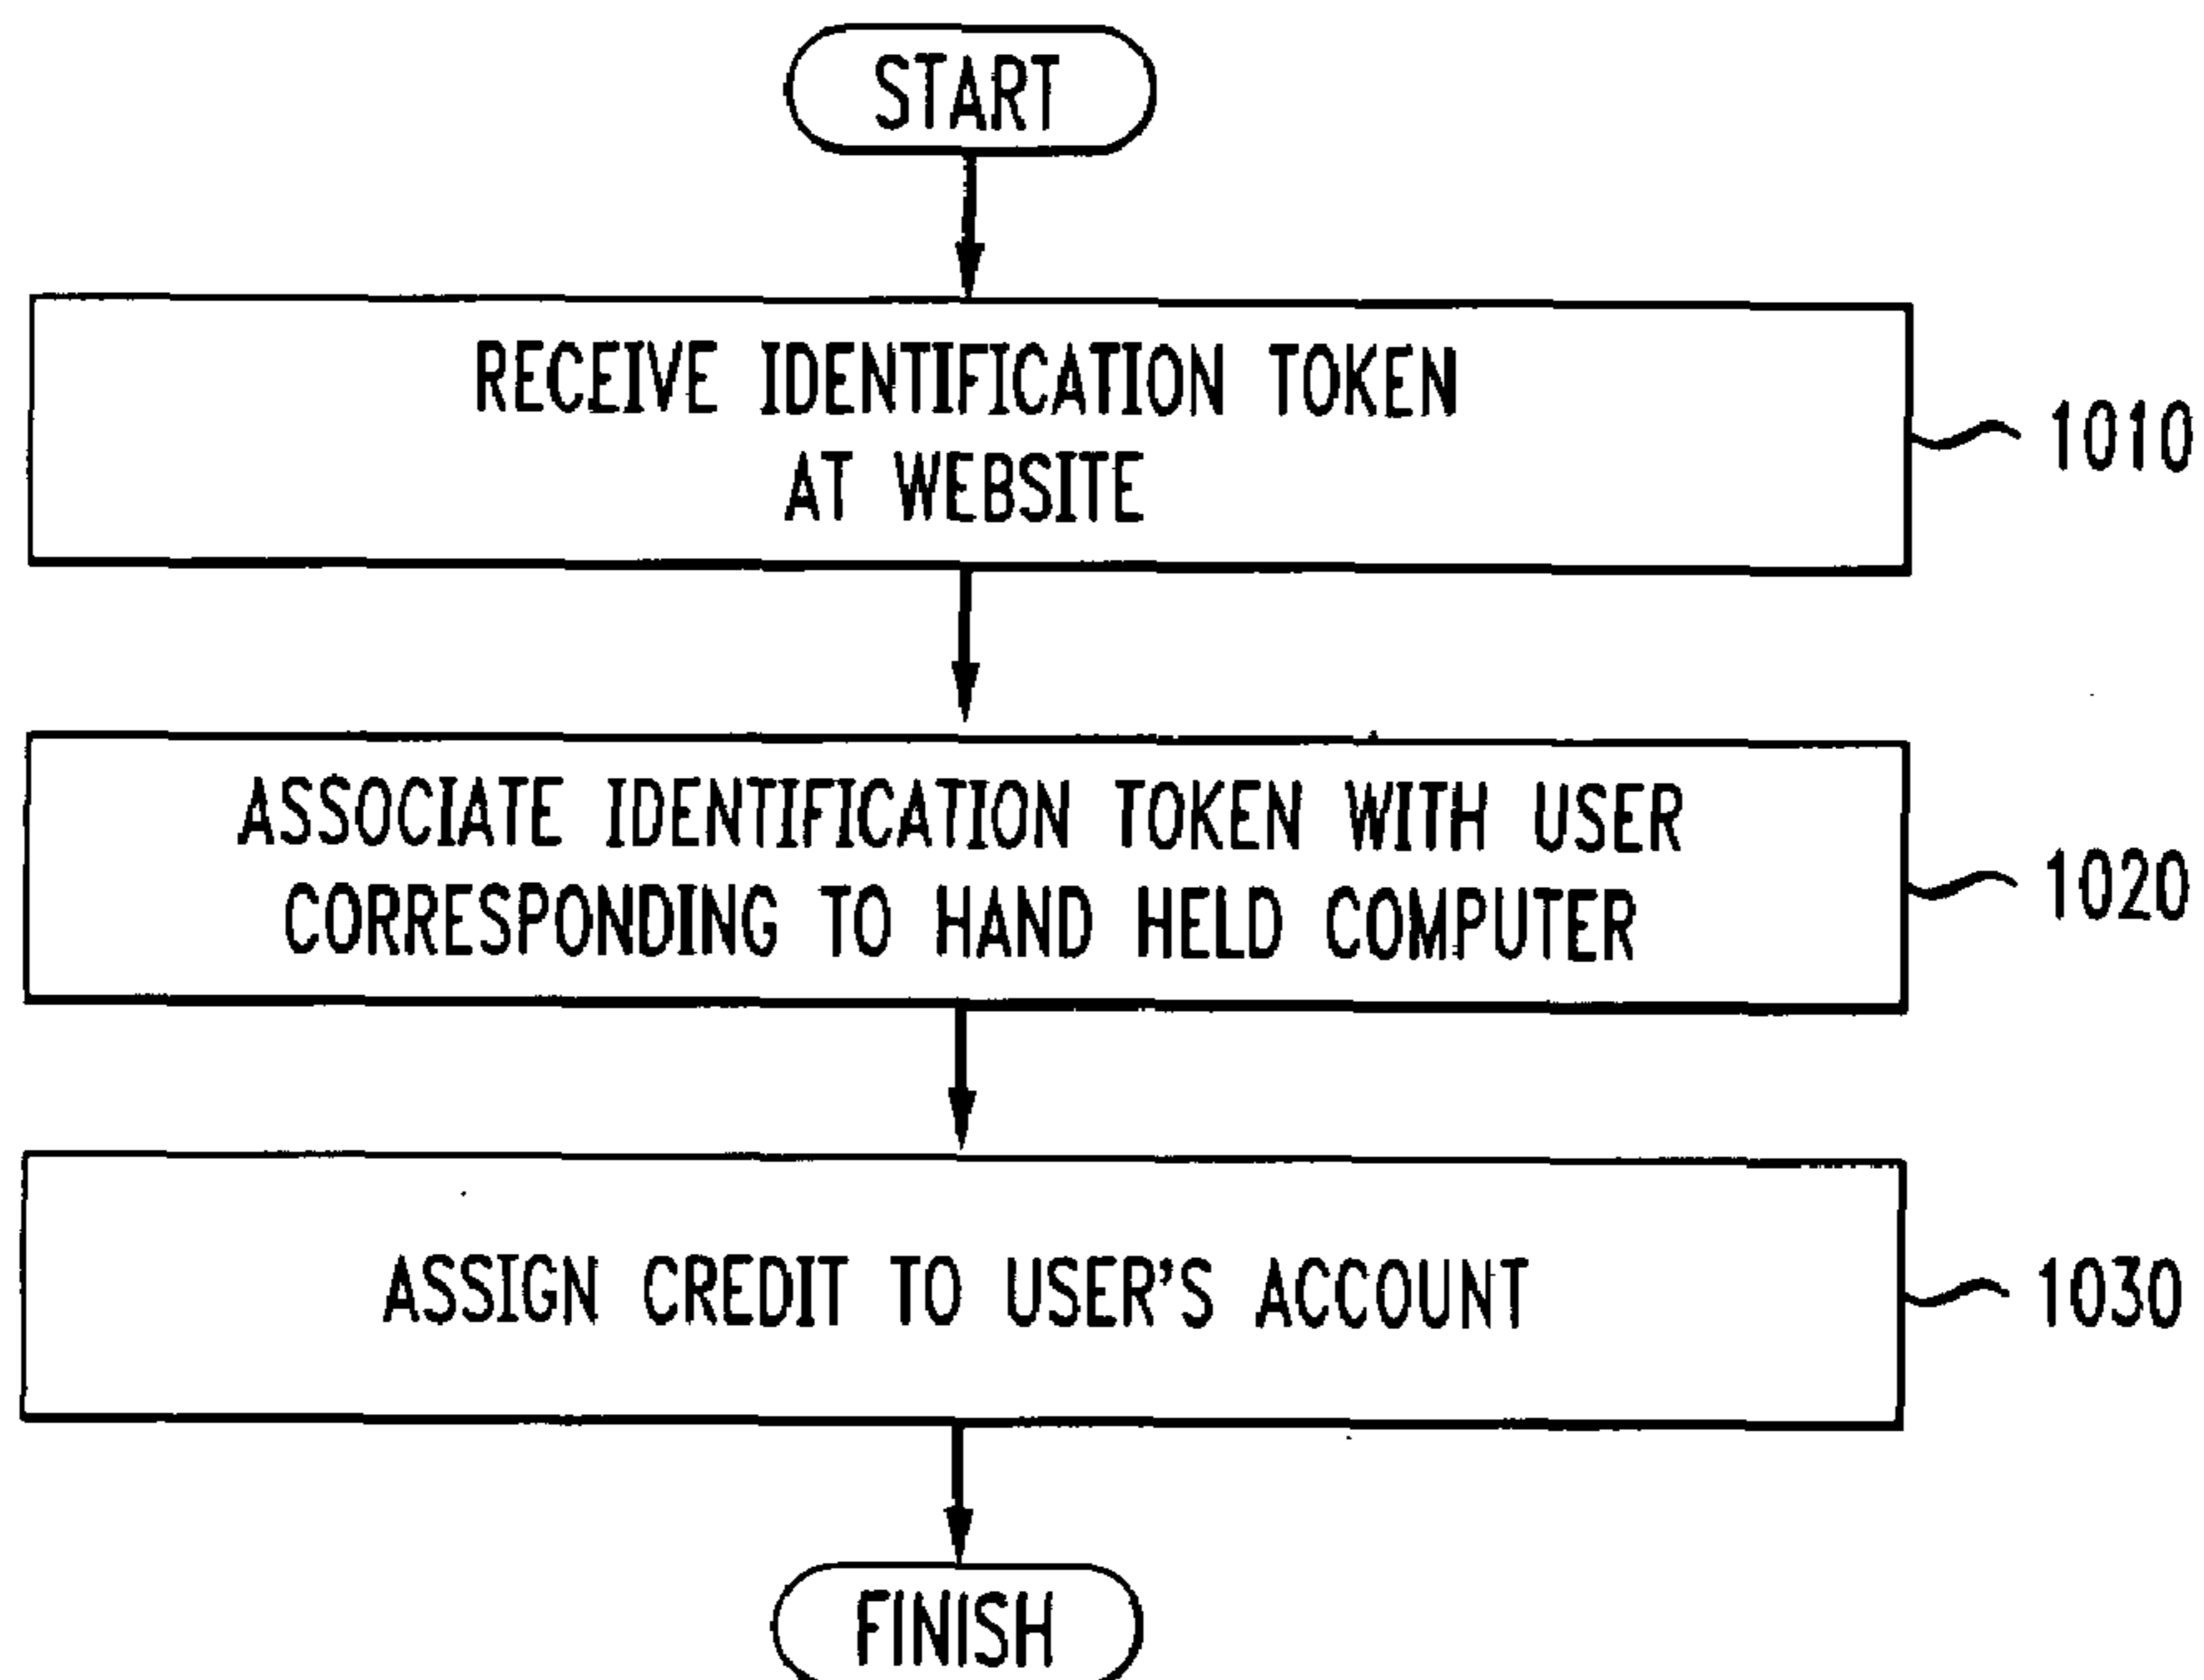 START
RECEIVE IDENTIFICATION TOKEN
AT WEBSITE
1010
ASSOCIATE IDENTIFICATION TOKEN WITH USER
CORRESPONDING TO HAND HELD COMPUTER
1020
ASSIGN CREDIT TO USER'S ACCOUNT
1030
FINISH